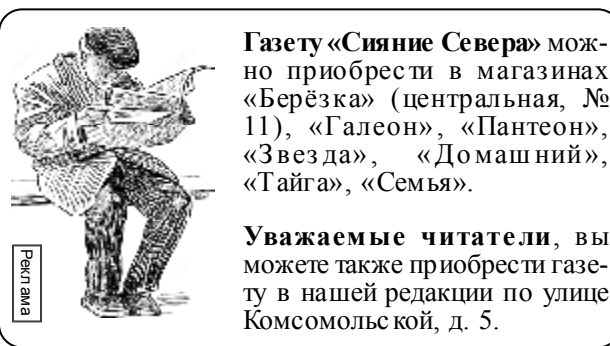 Газету «Сияние Севера» мож-
но приобрести в магазинах
«Берёзка» (центральная, №
11), «Галеон», «Пантеон»,
«Звезда», «Домашний»,
«Тайга», «Семья».
Уважаемые читатели, вы
можете также приобрести газе-
ту в нашей редакции по улице
Комсомольской, д. 5.
Реклама